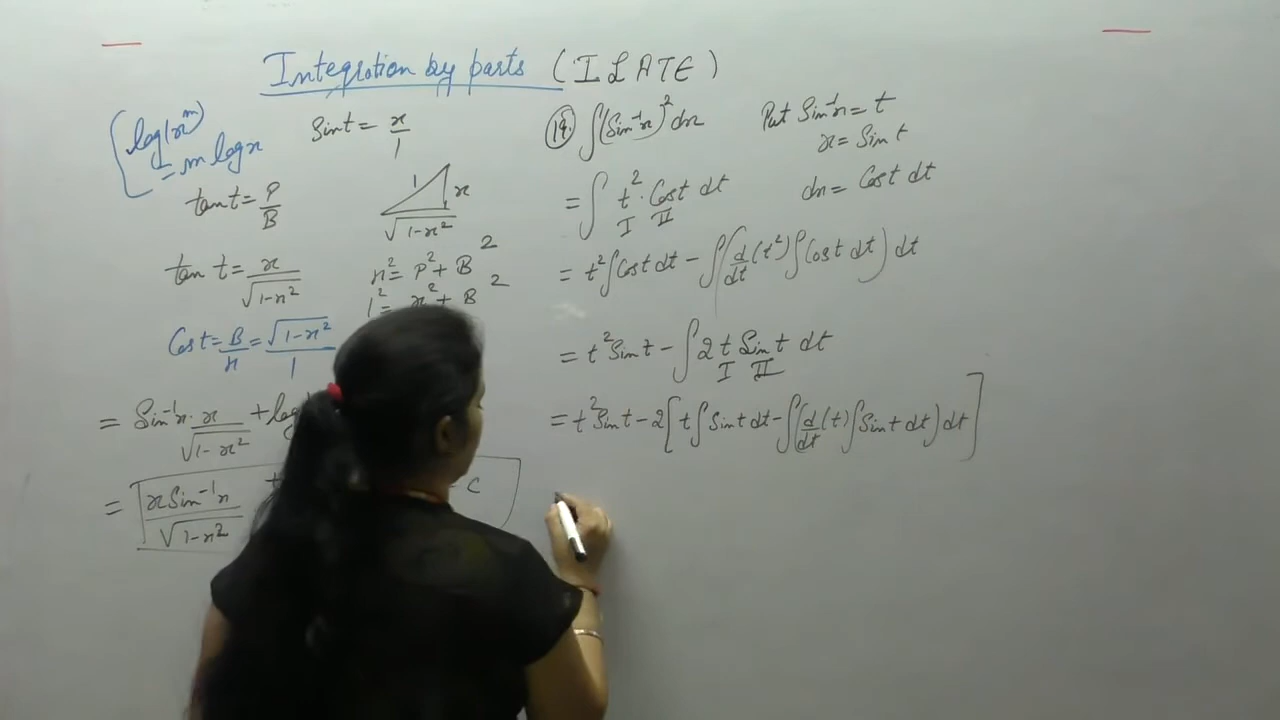 Integration by parts (ILATE)
log(x^m)
= m log x
Sin t = x/1
tan t = P/B
1
x
√(1-x²)
tan t = x/√(1-x²)
H² = P² + B²
1² = x² + B²
Cos t = B/H = √(1-x²)/1
= Sin⁻¹x · x/√(1-x²) + log
= x Sin⁻¹x/√(1-x²) + c
19. ∫(Sin⁻¹x)² dx
Put Sin⁻¹x = t
x = Sin t
dx = Cos t dt
= ∫ t² · Cos t dt
I II
= t² ∫Cos t dt - ∫(d/dt (t²) ∫Cos t dt) dt
= t² Sin t - ∫ 2 t Sin t dt
I II
= t² Sin t - 2[t ∫Sin t dt - ∫(d/dt (t) ∫Sin t dt) dt]